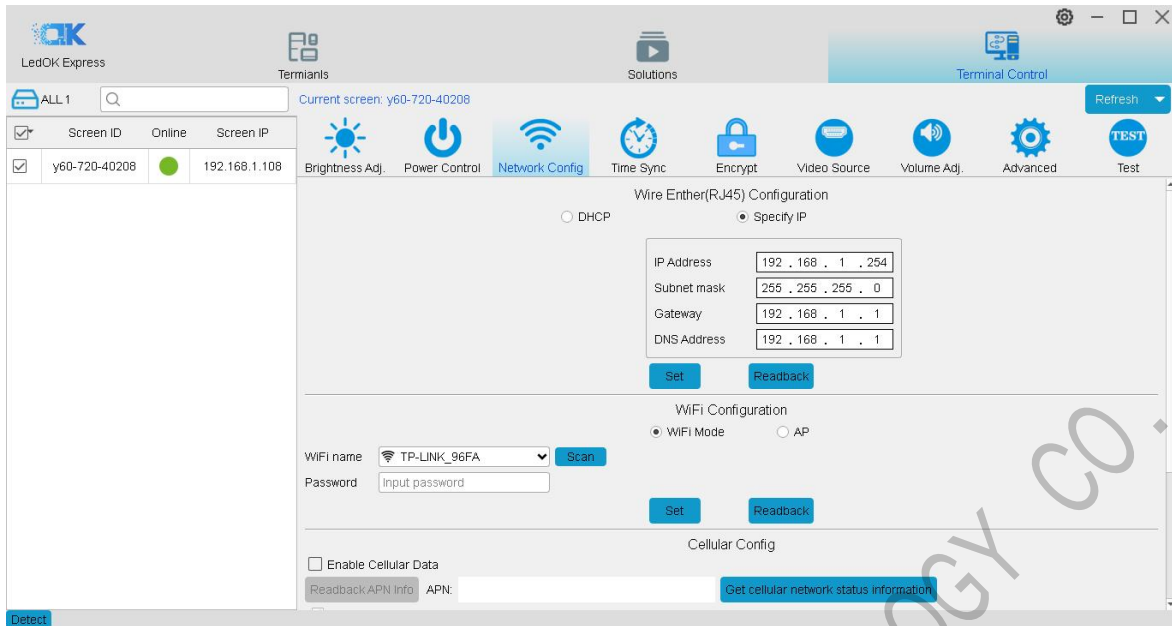 OK
LedOK Express
Termianls
Solutions
Terminal Control
ALL 1
Current screen: y60-720-40208
Refresh
Screen ID Online Screen IP
y60-720-40208 192.168.1.108
Brightness Adj. Power Control Network Config Time Sync Encrypt Video Source Volume Adj. Advanced TEST Test
Wire Enther(RJ45) Configuration
DHCP Specify IP
IP Address 192 . 168 . 1 . 254
Subnet mask 255 . 255 . 255 . 0
Gateway 192 . 168 . 1 . 1
DNS Address 192 . 168 . 1 . 1
Set Readback
WiFi Configuration
WiFi Mode AP
WiFi name TP-LINK_96FA Scan
Password Input password
Set Readback
Cellular Config
Enable Cellular Data
Readback APN Info APN: Get cellular network status information
Detect
OGY CO.